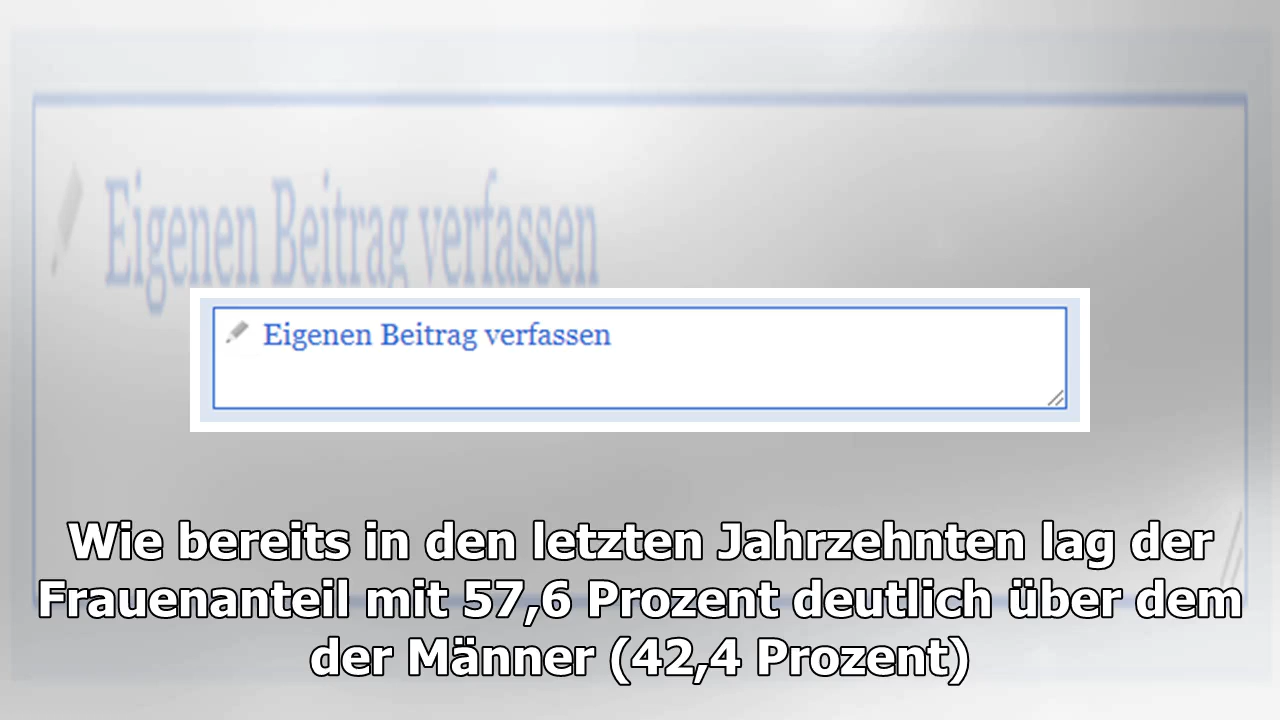 Eigenen Beitrag verfassen
Eigenen Beitrag verfassen
Wie bereits in den letzten Jahrzehnten lag der
Frauenanteil mit 57,6 Prozent deutlich über dem
der Männer (42,4 Prozent)